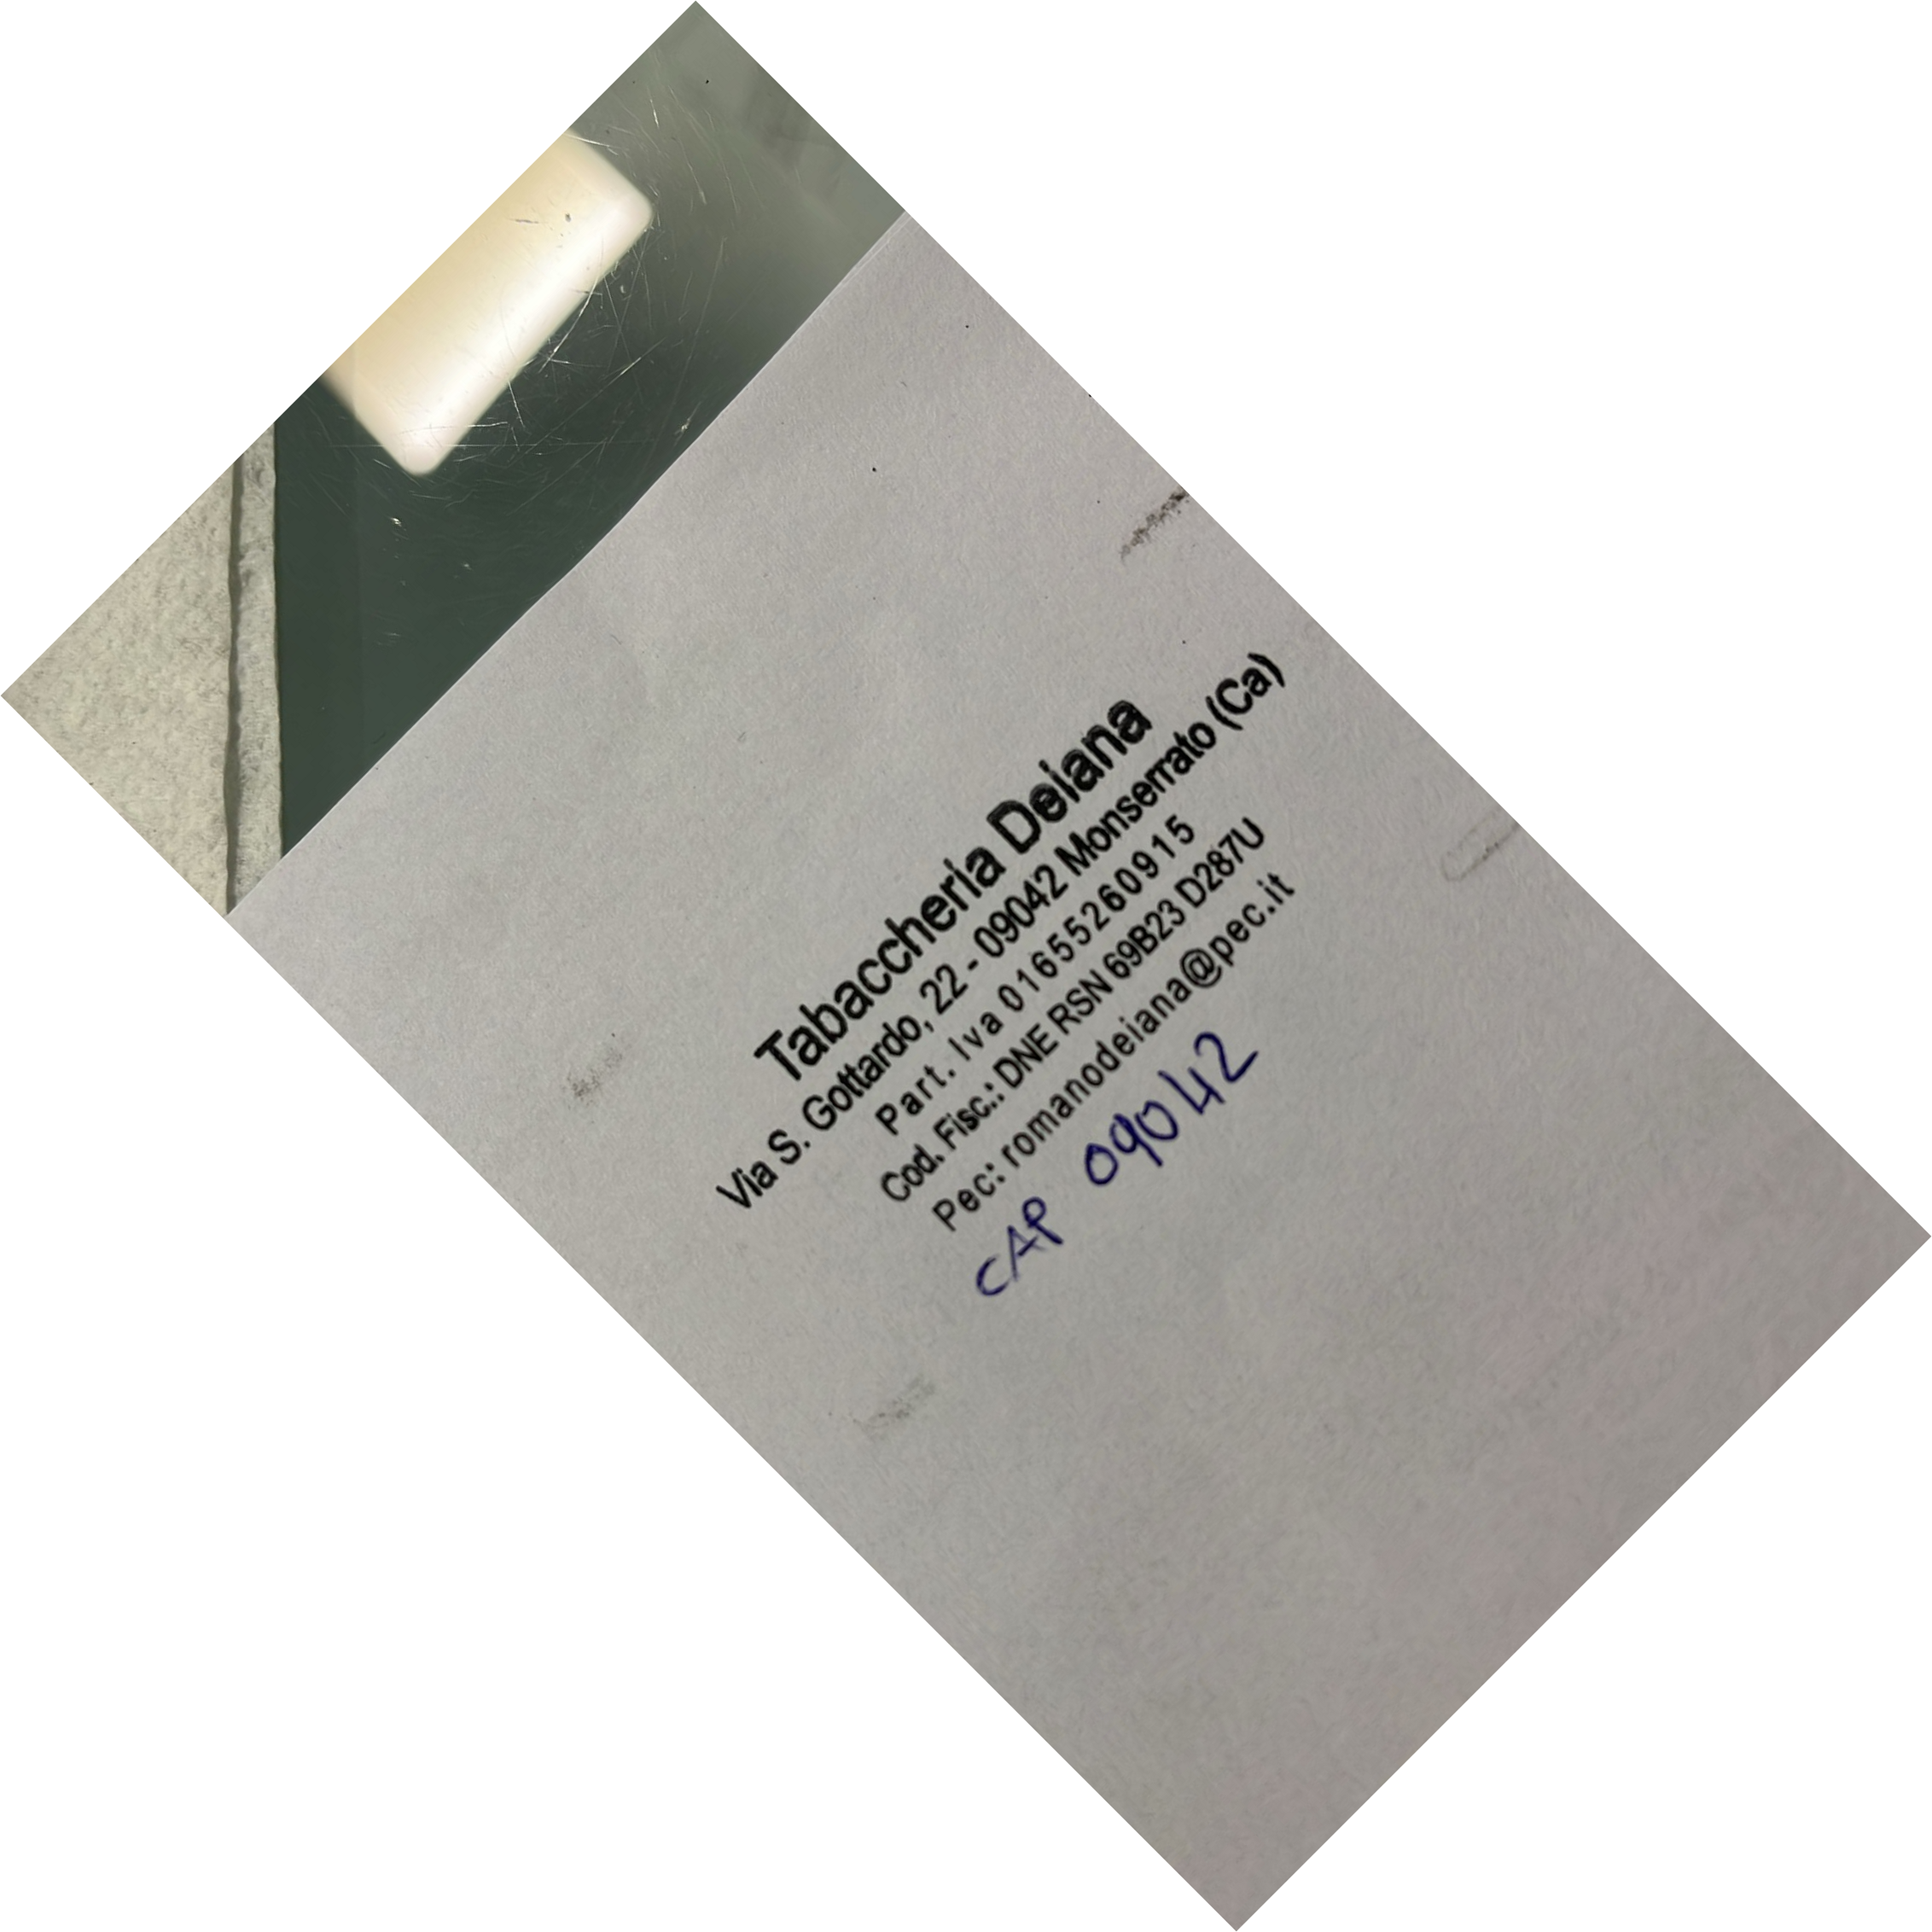 Tabaccheria Deiana
Via S. Gottardo, 22 - 09042 Monserrato (Ca)
Part. Iva 01655260915
Cod. Fisc.: DNE RSN 69B23 D287U
Pec: romanodeiana@pec.it
CAP 09042